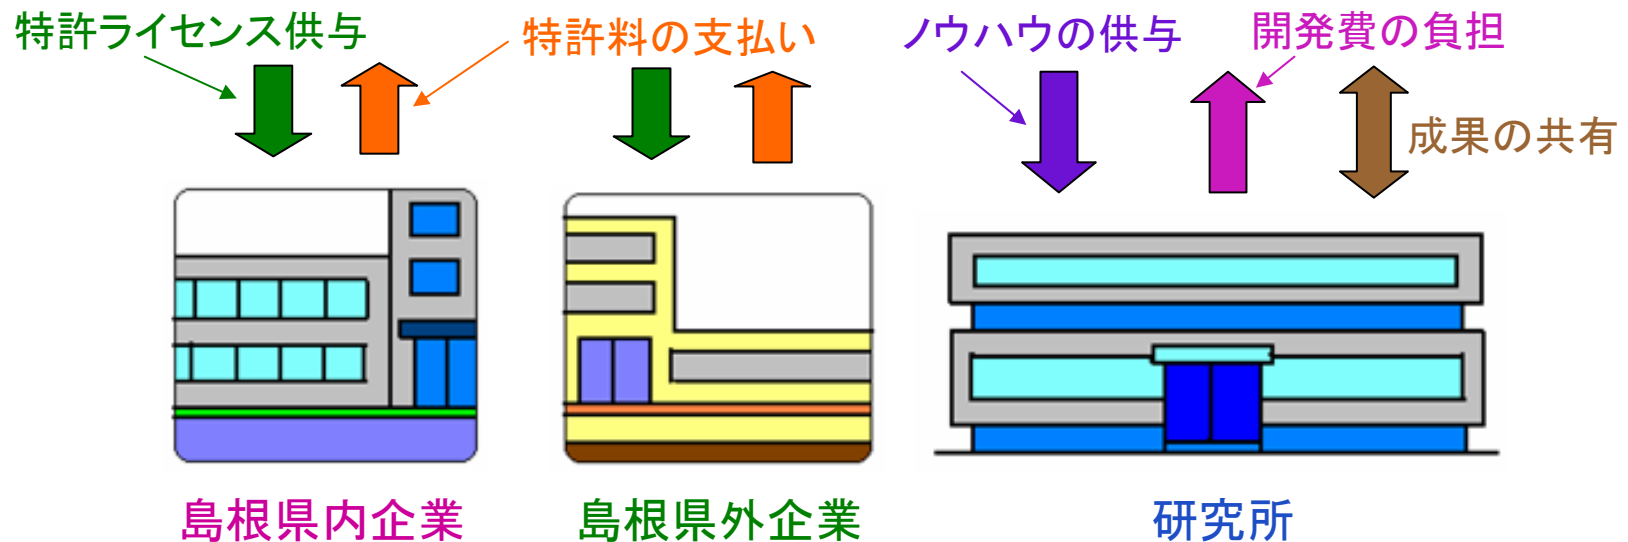 特許ライセンス供与
特許料の支払い
ノウハウの供与
開発費の負担
成果の共有
島根県内企業
島根県外企業
研究所